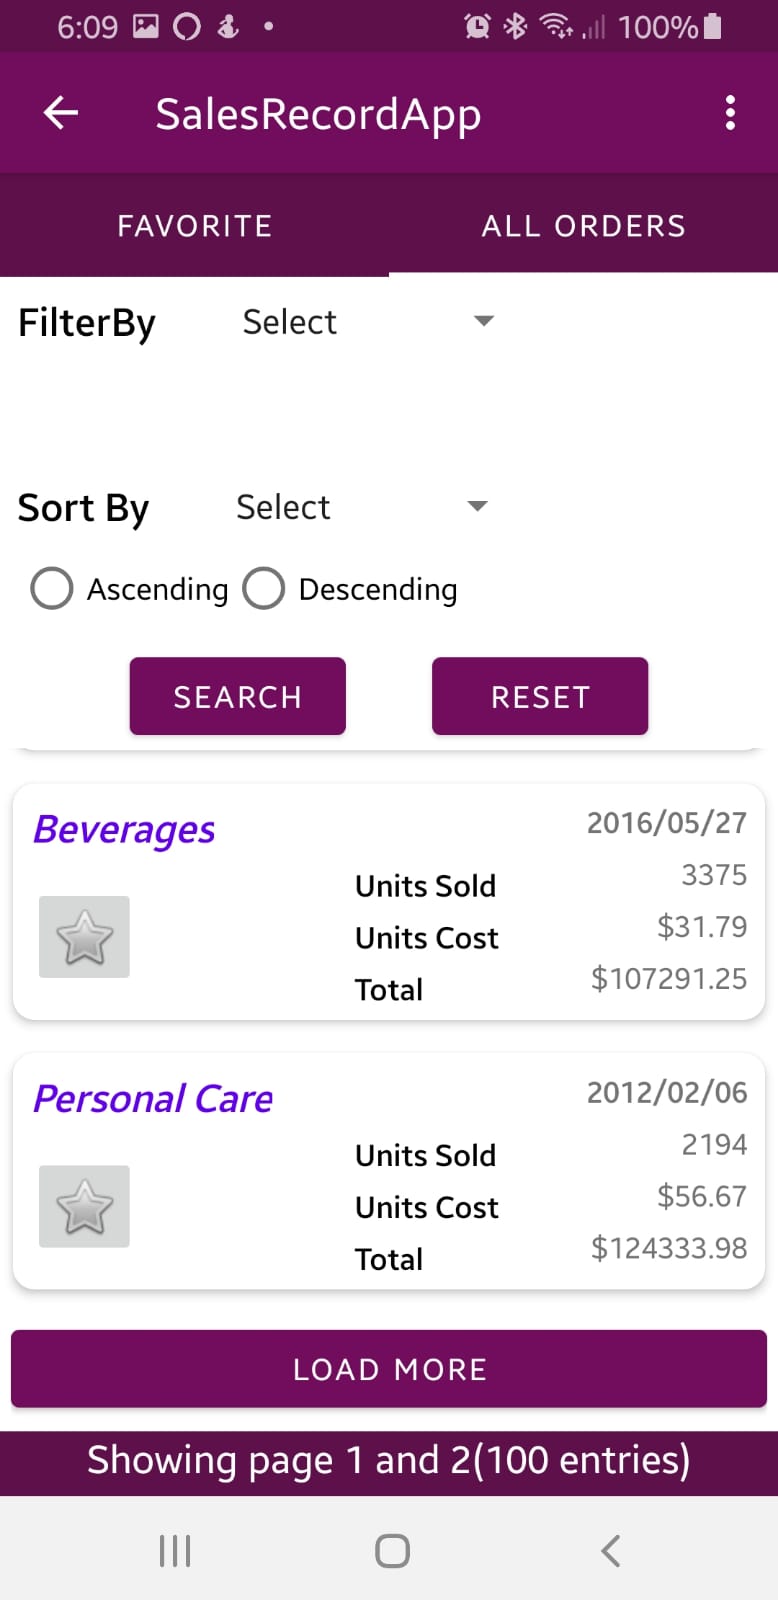 6:09 100%
SalesRecordApp
FAVORITE ALL ORDERS
FilterBy Select
Sort By Select
Ascending Descending
SEARCH RESET
Beverages 2016/05/27
Units Sold 3375
Units Cost $31.79
Total $107291.25
Personal Care 2012/02/06
Units Sold 2194
Units Cost $56.67
Total $124333.98
LOAD MORE
Showing page 1 and 2(100 entries)